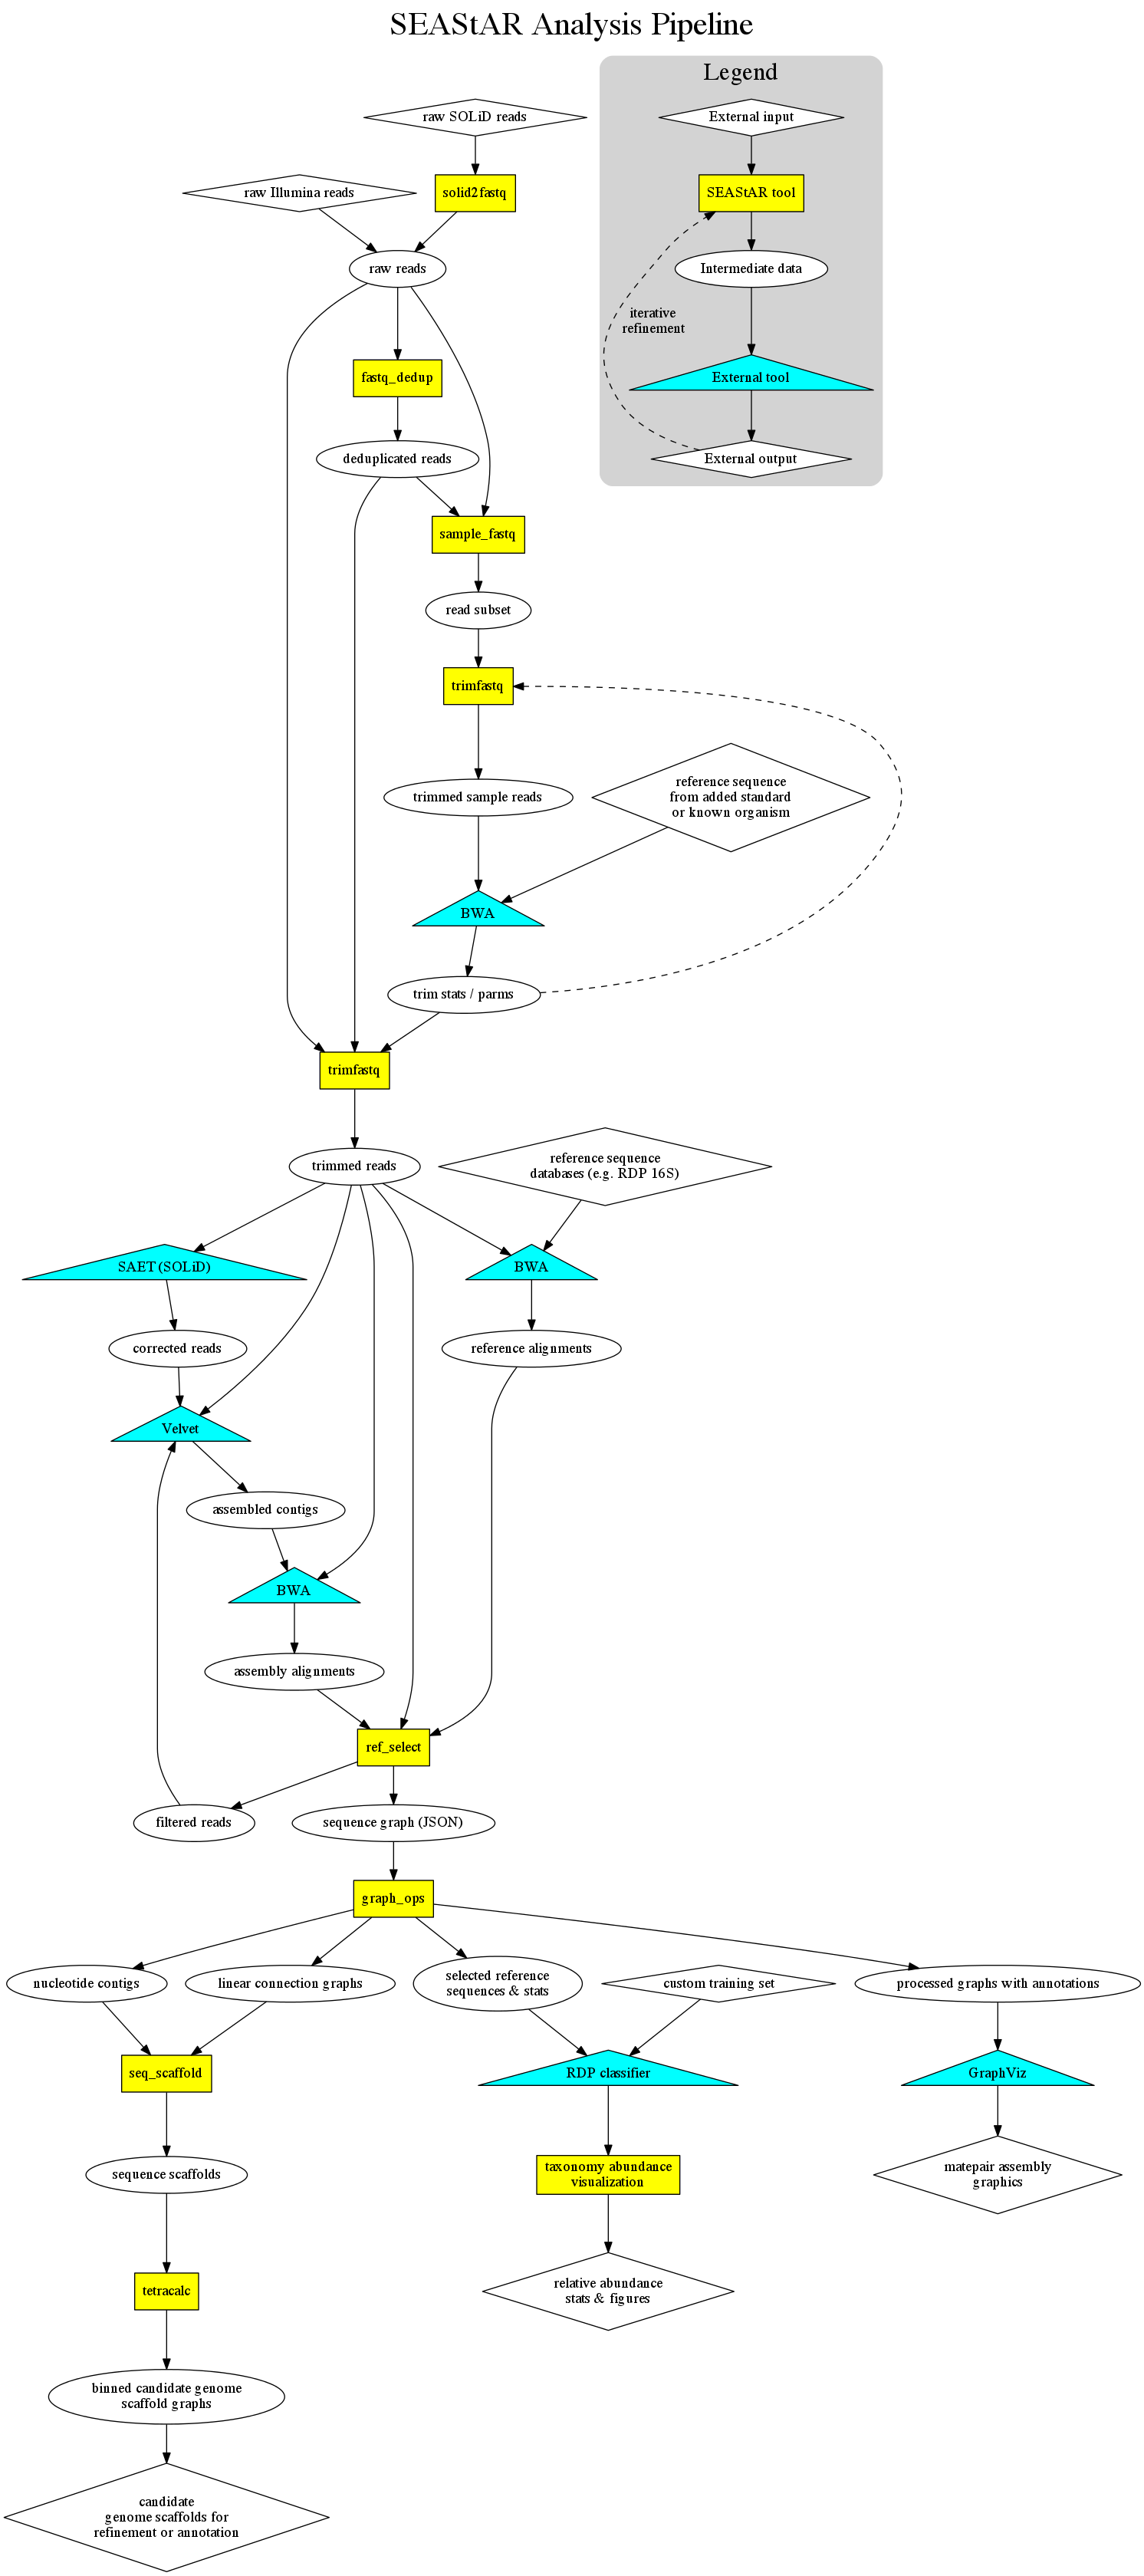 SEAStAR Analysis Pipeline
Legend
raw SOLiD reads
External input
raw Illumina reads
solid2fastq
SEAStAR tool
raw reads
Intermediate data
iterative
refinement
fastq_dedup
External tool
deduplicated reads
External output
sample_fastq
read subset
trimfastq
trimmed sample reads
reference sequence
from added standard
or known organism
BWA
trim stats / parms
trimfastq
trimmed reads
reference sequence
databases (e.g. RDP 16S)
SAET (SOLiD)
BWA
corrected reads
reference alignments
Velvet
assembled contigs
BWA
assembly alignments
ref_select
filtered reads
sequence graph (JSON)
graph_ops
nucleotide contigs
linear connection graphs
selected reference
sequences & stats
custom training set
processed graphs with annotations
seq_scaffold
RDP classifier
GraphViz
sequence scaffolds
taxonomy abundance
visualization
matepair assembly
graphics
tetracalc
relative abundance
stats & figures
binned candidate genome
scaffold graphs
candidate
genome scaffolds for
refinement or annotation